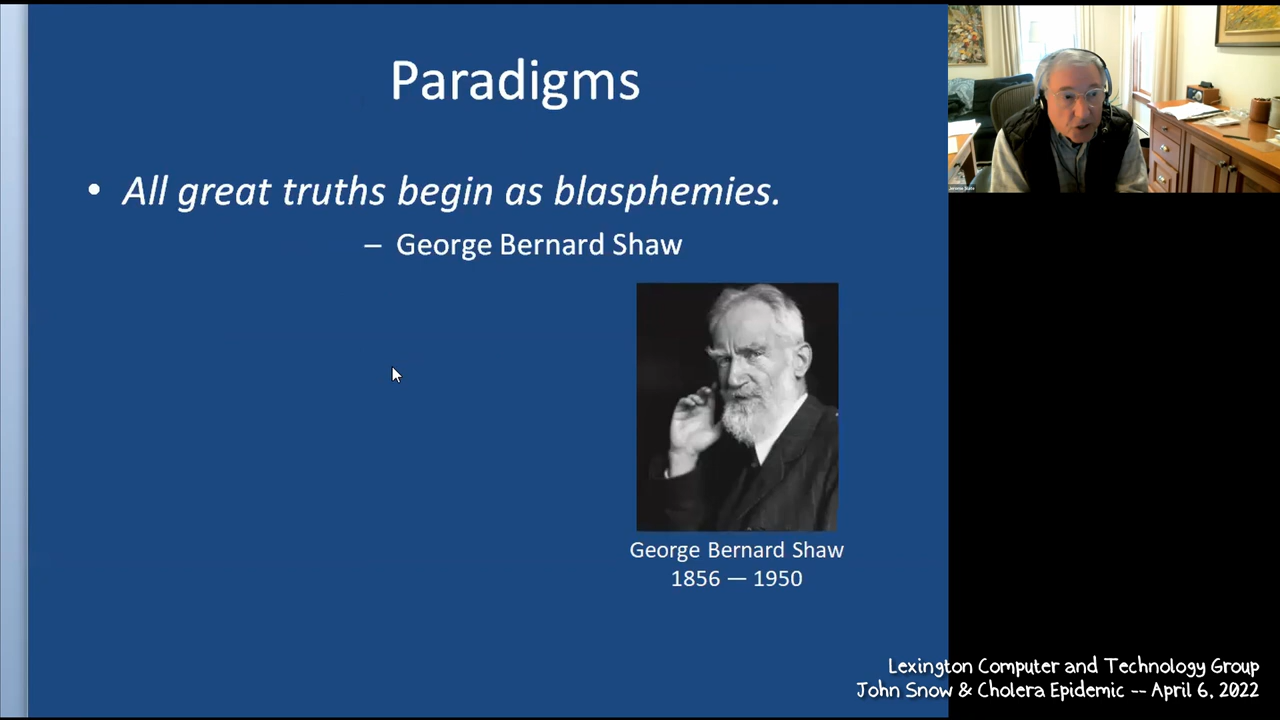 Paradigms
• All great truths begin as blasphemies.
– George Bernard Shaw
George Bernard Shaw
1856 — 1950
Lexington Computer and Technology Group
John Snow & Cholera Epidemic -- April 6, 2022